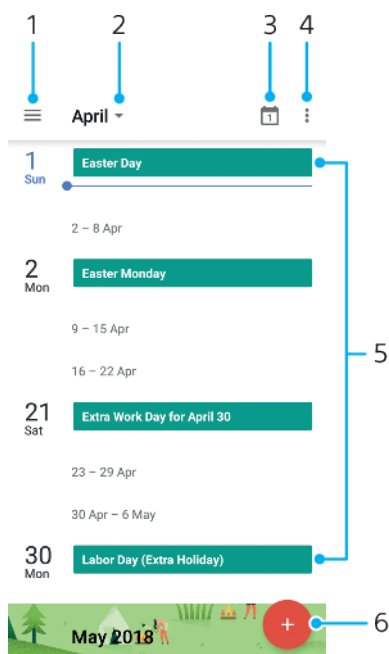 1 2 3 4
April
1
1
Sun
Easter Day
2 – 8 Apr
2
Mon
Easter Monday
9 – 15 Apr
5
16 – 22 Apr
21
Sat
Extra Work Day for April 30
23 – 29 Apr
30 Apr – 6 May
30
Mon
Labor Day (Extra Holiday)
May 2018
+
6